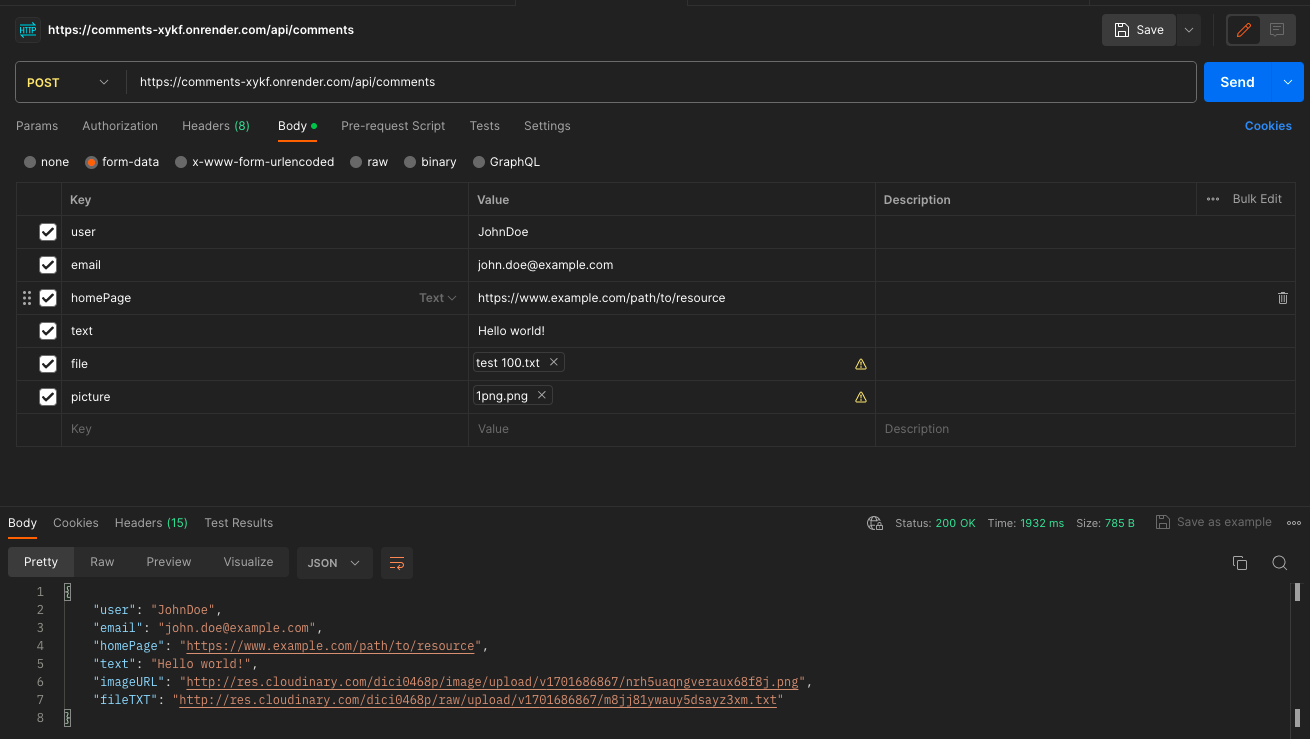 HTTP https://comments-xykf.onrender.com/api/comments Save
POST https://comments-xykf.onrender.com/api/comments Send
Params Authorization Headers (8) Body Pre-request Script Tests Settings Cookies
none form-data x-www-form-urlencoded raw binary GraphQL
Key Value Description Bulk Edit
user JohnDoe
email john.doe@example.com
homePage Text https://www.example.com/path/to/resource
text Hello world!
file test 100.txt
picture 1png.png
Key Value Description
Body Cookies Headers (15) Test Results Status: 200 OK Time: 1932 ms Size: 785 B Save as example
Pretty Raw Preview Visualize JSON
1 {
2 "user": "JohnDoe",
3 "email": "john.doe@example.com",
4 "homePage": "https://www.example.com/path/to/resource",
5 "text": "Hello world!",
6 "imageURL": "http://res.cloudinary.com/dici0468p/image/upload/v1701686867/nrh5uaqngveraux68f8j.png",
7 "fileTXT": "http://res.cloudinary.com/dici0468p/raw/upload/v1701686867/m8jj81ywauy5dsayz3xm.txt"
8 }